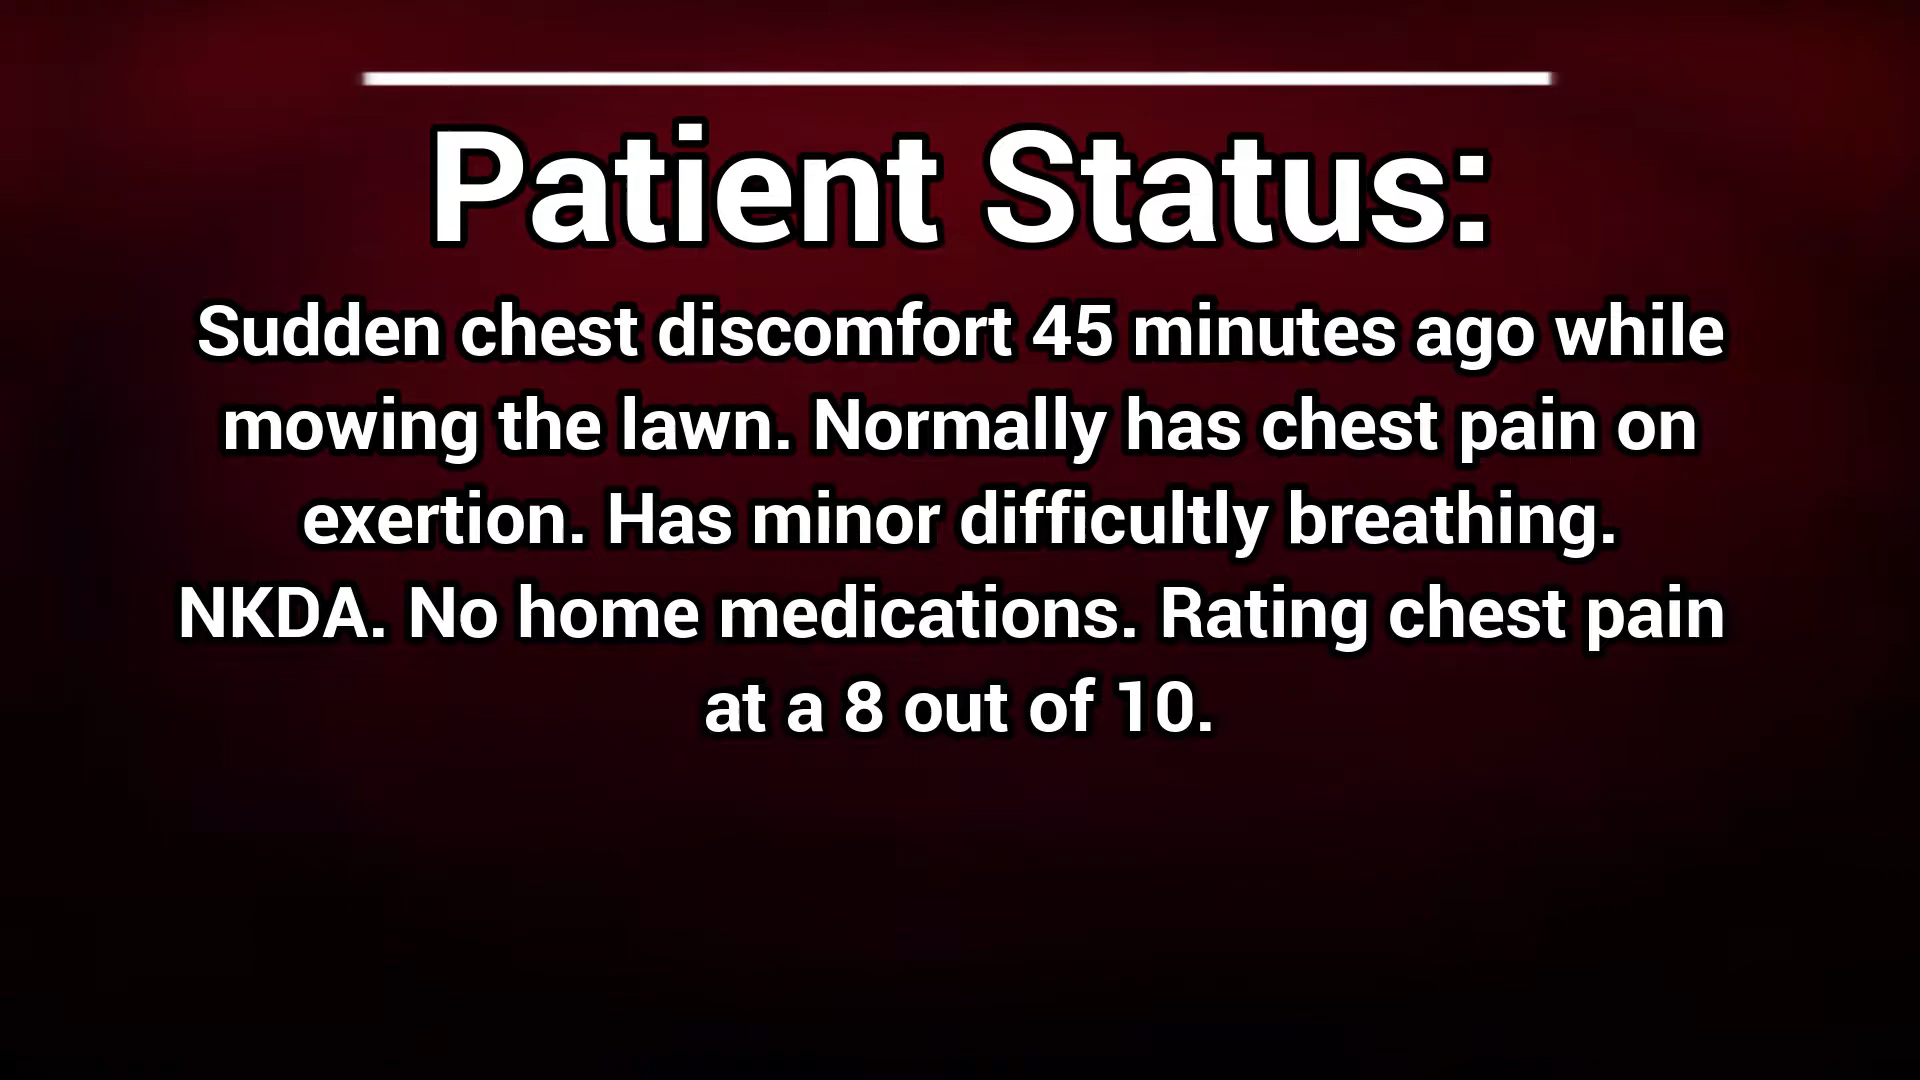 Patient Status:
Sudden chest discomfort 45 minutes ago while
mowing the lawn. Normally has chest pain on
exertion. Has minor difficultly breathing.
NKDA. No home medications. Rating chest pain
at a 8 out of 10.